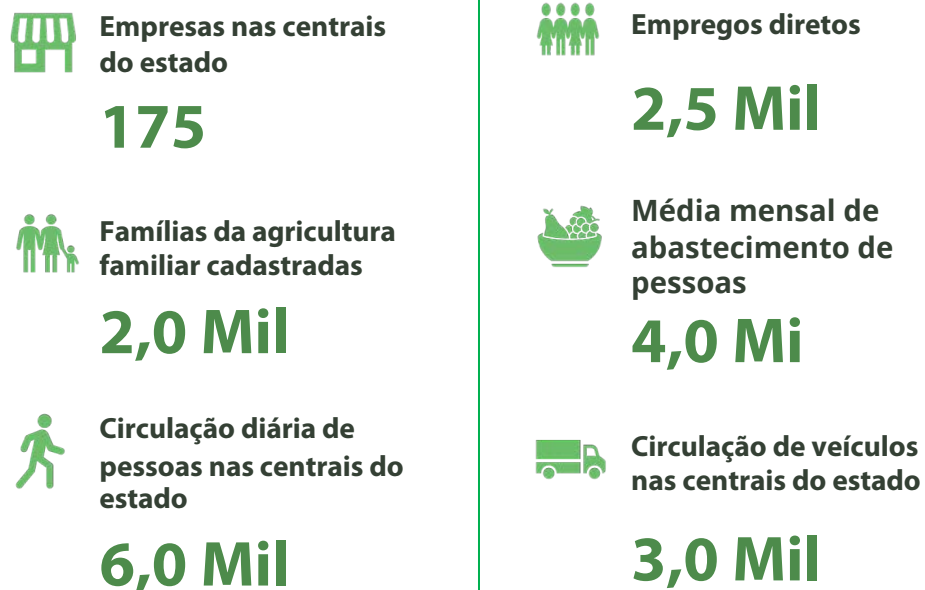 Empresas nas centrais
do estado
175
Famílias da agricultura
familiar cadastradas
2,0 Mil
Circulação diária de
pessoas nas centrais do
estado
6,0 Mil
Empregos diretos
2,5 Mil
Média mensal de
abastecimento de
pessoas
4,0 Mi
Circulação de veículos
nas centrais do estado
3,0 Mil